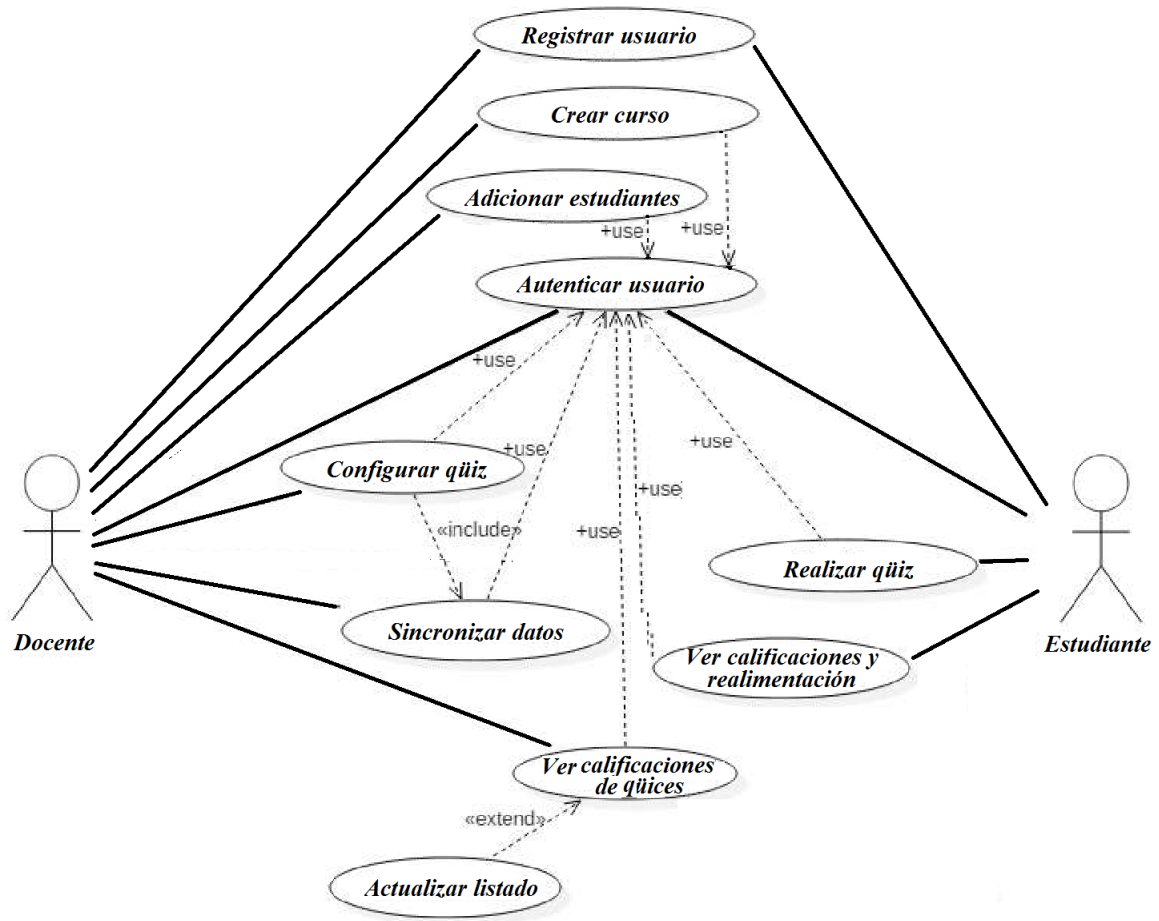 Registrar usuario
Crear curso
Adicionar estudiantes
+use
+use
Autenticar usuario
+use
+use
+use
Configurar qüiz
+use
«include»
+use
Realizar qüiz
Sincronizar datos
Docente
Estudiante
Ver calificaciones y
realimentación
Ver calificaciones
de qüices
«extend»
Actualizar listado